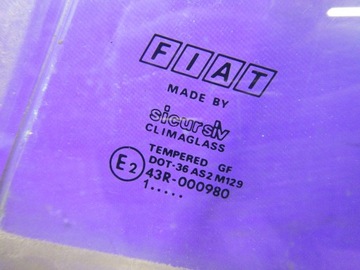 FIAT
MADE BY
sicursiv
CLIMAGLASS
TEMPERED GF
E2 DOT-36 AS2 M129
43R-000980
1.....